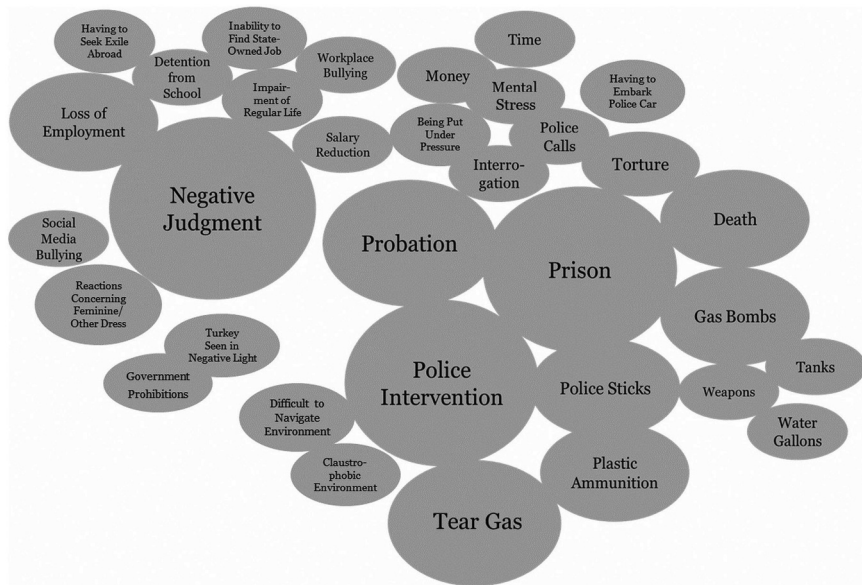 Having to
Seek Exile
Abroad
Detention
from
School
Inability to
Find State-
Owned Job
Workplace
Bullying
Impair-
ment of
Regular Life
Loss of
Employment
Salary
Reduction
Negative
Judgment
Social
Media
Bullying
Reactions
Concerning
Feminine/
Other Dress
Turkey
Seen in
Negative Light
Government
Prohibitions
Time
Money
Mental
Stress
Having to
Embark
Police Car
Being Put
Under
Pressure
Police
Calls
Interro-
gation
Torture
Probation
Prison
Death
Gas Bombs
Police
Intervention
Police Sticks
Tanks
Weapons
Water
Gallons
Difficult to
Navigate
Environment
Claustro-
phobic
Environment
Plastic
Ammunition
Tear Gas